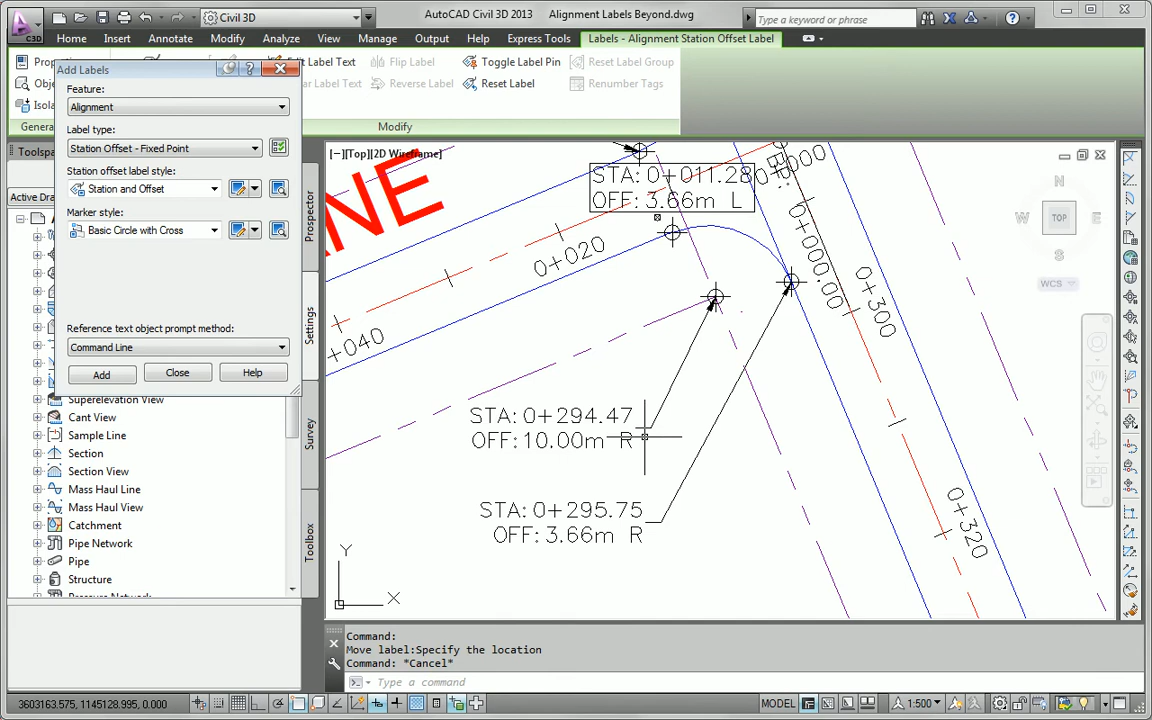 C3D
Civil 3D
AutoCAD Civil 3D 2013
Alignment Labels Beyond.dwg
Type a keyword or phrase
Home
Insert
Annotate
Modify
Analyze
View
Manage
Output
Help
Express Tools
Labels - Alignment Station Offset Label
Edit Label Text
Flip Label
Toggle Label Pin
Reset Label Group
Reverse Label
Reset Label
Renumber Tags
Modify
Add Labels
Feature:
Alignment
Label type:
Station Offset - Fixed Point
Station offset label style:
Station and Offset
Marker style:
Basic Circle with Cross
Reference text object prompt method:
Command Line
Add
Close
Help
Superelevation View
Cant View
Sample Line
Section
Section View
Mass Haul Line
Mass Haul View
Catchment
Pipe Network
Pipe
Structure
Prospector
Settings
Survey
Toolbox
[−][Top][2D Wireframe]
STA: 0+011.28
OFF: 3.66m L
0+020
0+000.00
0+300
0+320
STA: 0+294.47
OFF: 10.00m R
STA: 0+295.75
OFF: 3.66m R
Y
X
N
W
TOP
E
S
WCS
Command:
Move label:Specify the location
Command: *Cancel*
Type a command
3603163.575, 1145128.995, 0.000
MODEL
1:500